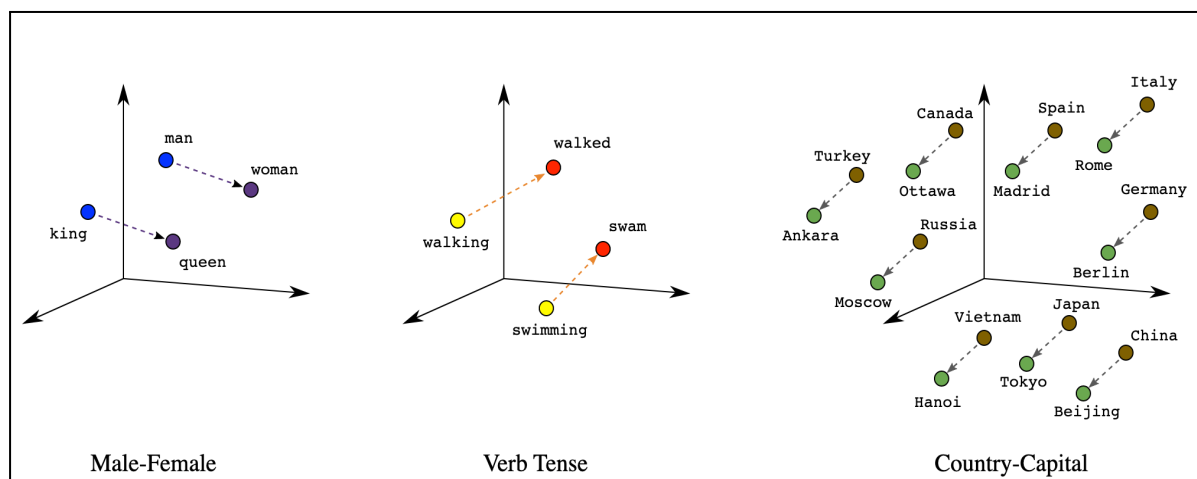 man
woman
king
queen
Male-Female
walked
walking
swam
swimming
Verb Tense
Italy
Canada
Spain
Rome
Turkey
Ottawa
Madrid
Germany
Ankara
Russia
Berlin
Moscow
Vietnam
Japan
China
Tokyo
Hanoi
Beijing
Country-Capital